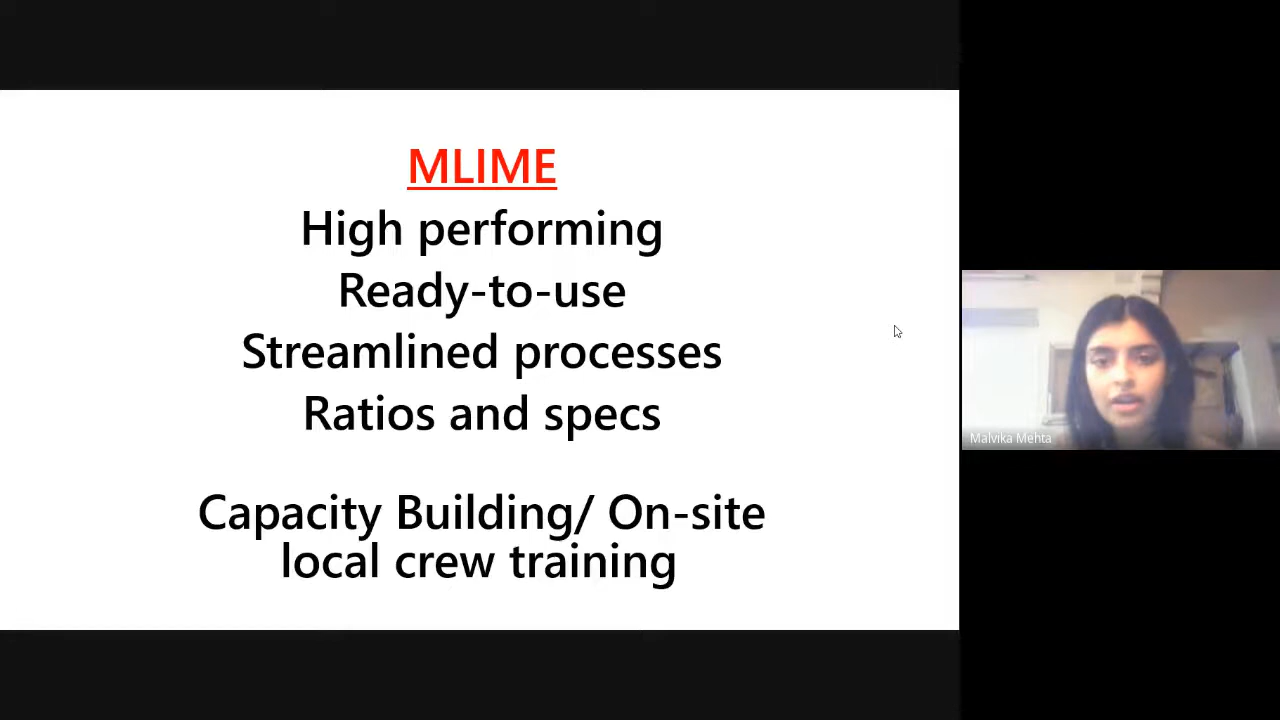 MLIME
High performing
Ready-to-use
Streamlined processes
Ratios and specs
Capacity Building/ On-site
local crew training
Malvika Mehta